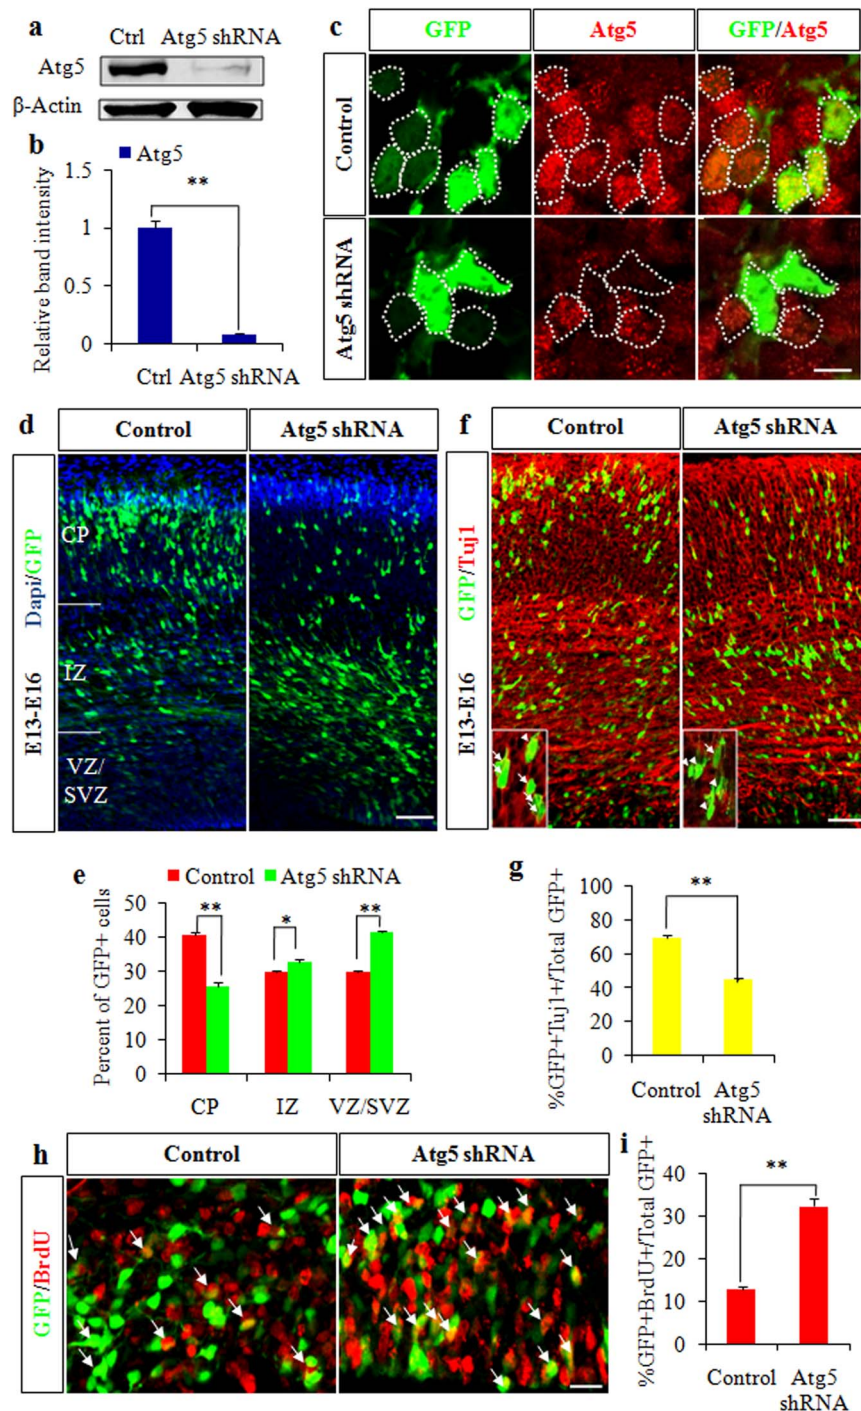 a
Ctrl Atg5 shRNA
Atg5
β-Actin
b
Atg5
Relative band intensity
1.5
**
1
0.5
0
Ctrl Atg5 shRNA
c
GFP
Atg5
GFP/Atg5
Control
Atg5 shRNA
d
Control
Atg5 shRNA
E13-E16 Dapi/GFP
CP
IZ
VZ/
SVZ
f
Control
Atg5 shRNA
E13-E16 GFP/Tuj1
e
Control
Atg5 shRNA
Percent of GFP+ cells
50
40
30
20
10
0
**
*
**
CP
IZ
VZ/SVZ
g
%GFP+Tuj1+/Total GFP+
100
80
60
40
20
0
**
Control
Atg5
shRNA
h
Control
Atg5 shRNA
GFP/BrdU
i
%GFP+BrdU+/Total GFP+
40
30
20
10
0
**
Control
Atg5
shRNA